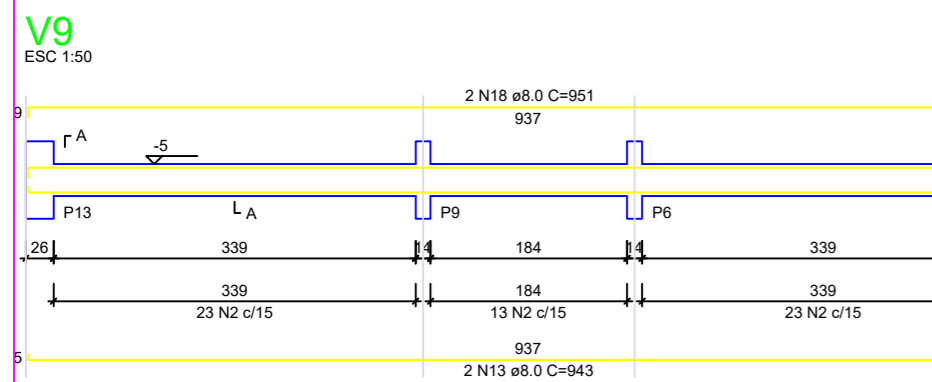 V9
ESC 1:50
2 N18 ø8.0 C=951
9
937
A
-5
P13
A
P9
P6
26
339
14
184
14
339
339
184
339
23 N2 c/15
13 N2 c/15
23 N2 c/15
937
5
2 N13 ø8.0 C=943